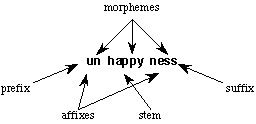 morphemes
un happy ness
prefix suffix
affixes stem